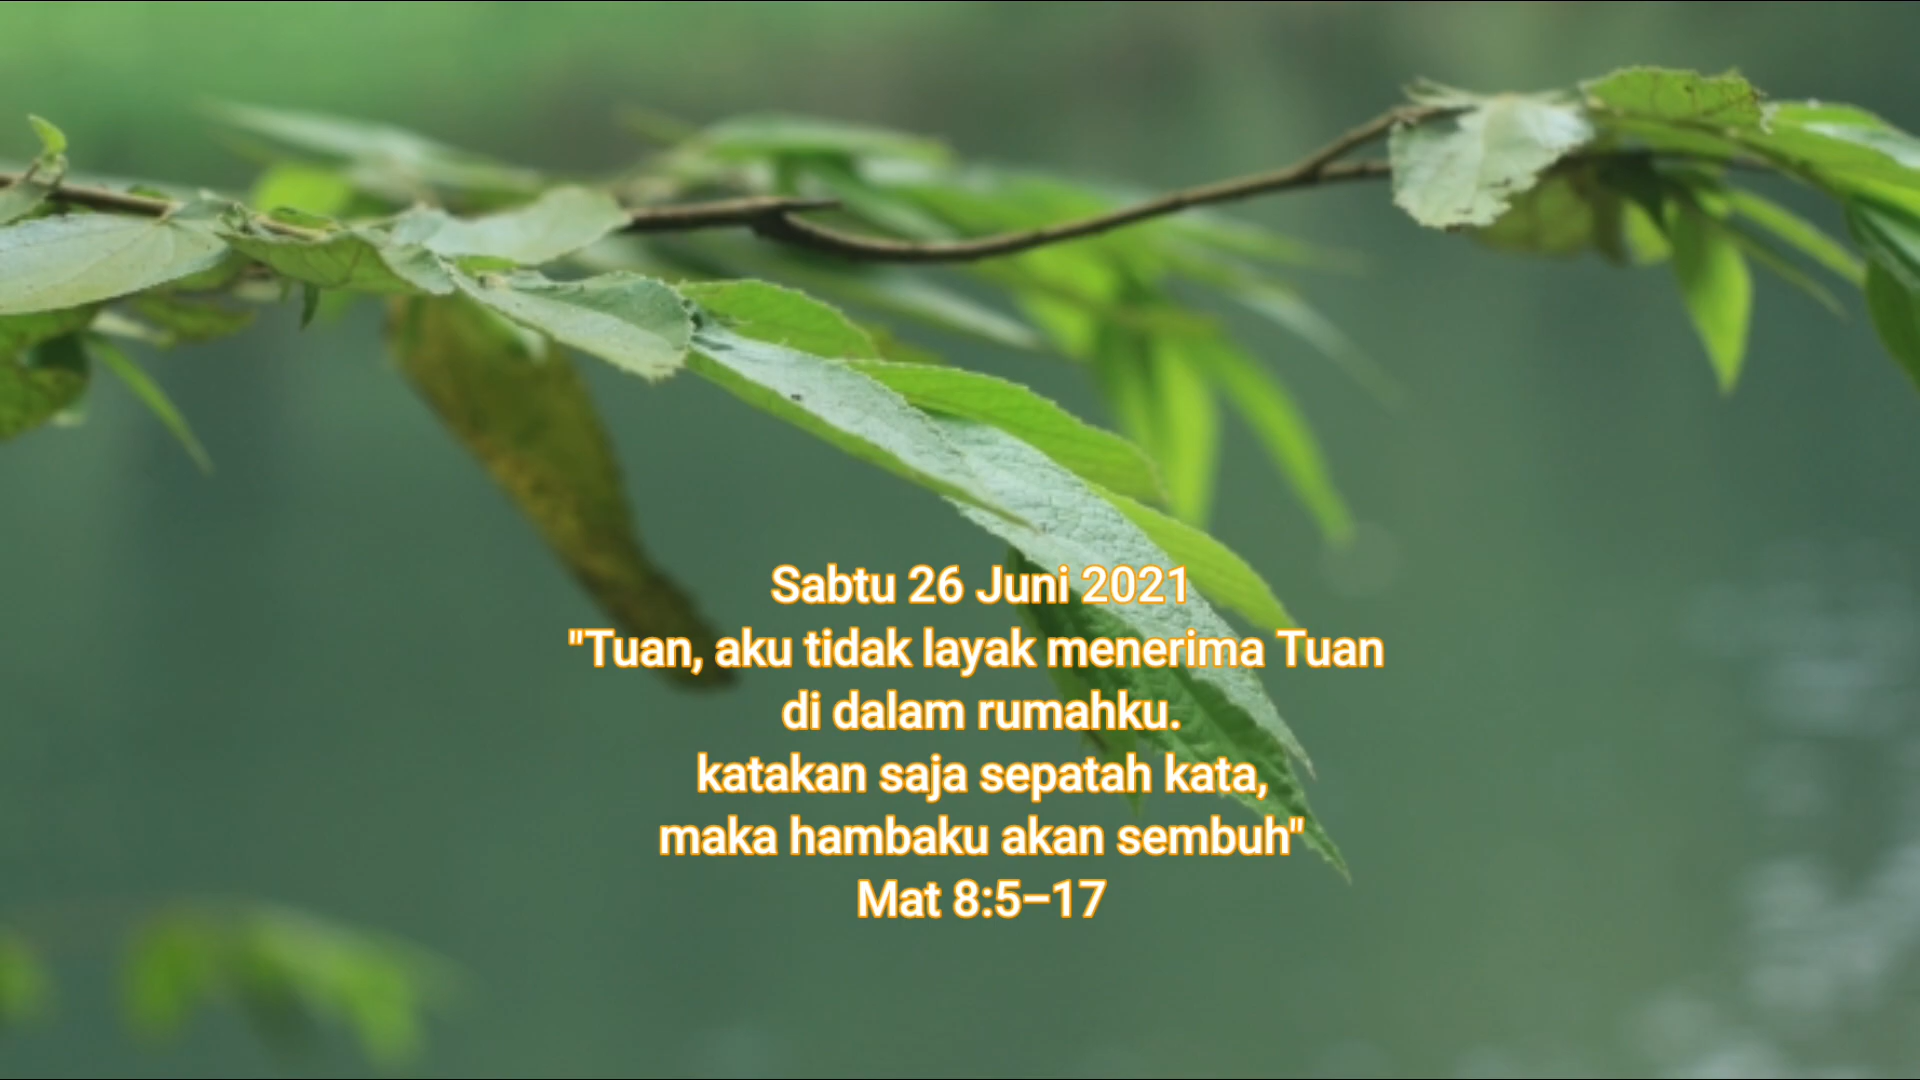 Sabtu 26 Juni 2021
"Tuan, aku tidak layak menerima Tuan
di dalam rumahku.
katakan saja sepatah kata,
maka hambaku akan sembuh"
Mat 8:5–17